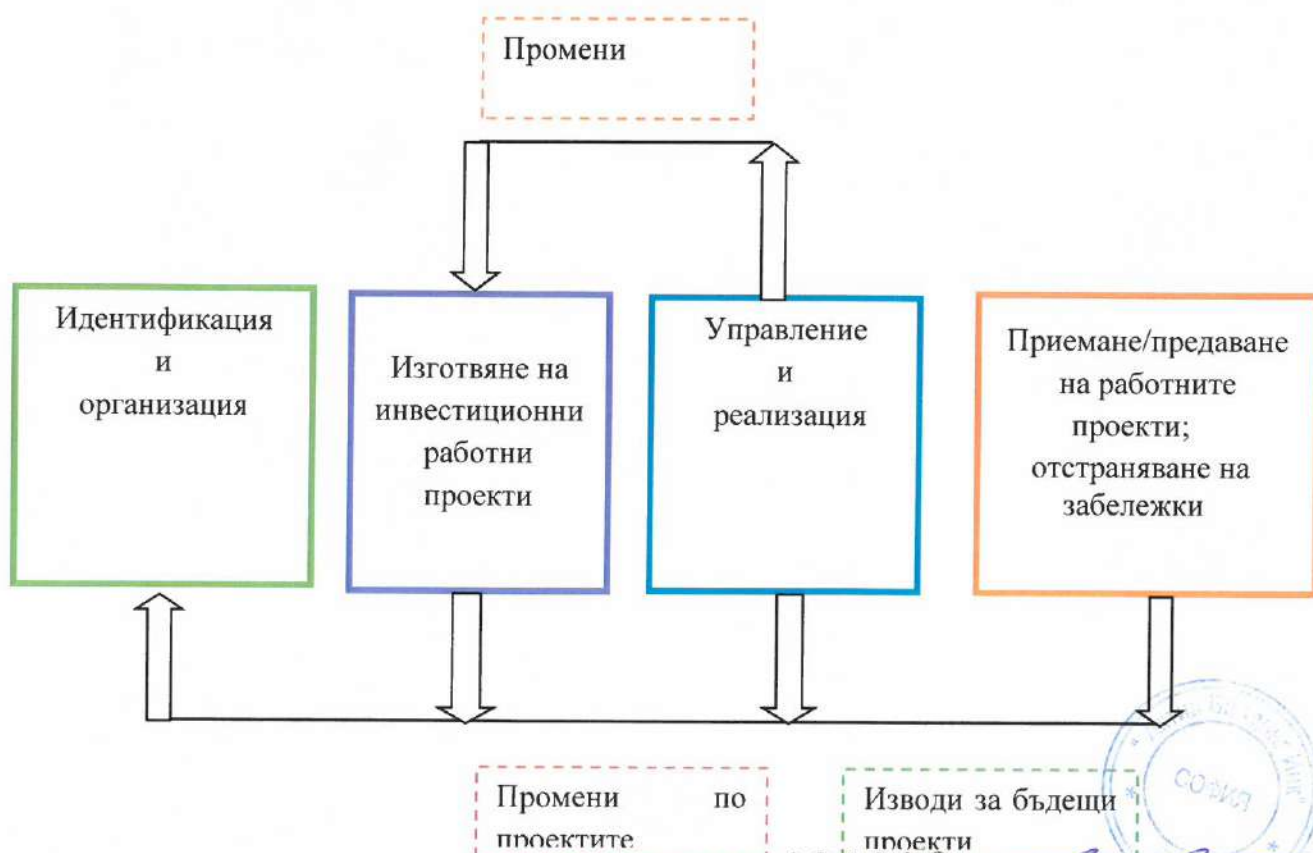 Промени
Идентификация
и
организация
Изготвяне на
инвестиционни
работни
проекти
Управление
и
реализация
Приемане/предаване
на работните
проекти;
отстраняване на
забележки
Промени по
проектите
Изводи за бъдещи
проекти
СОФИЯ